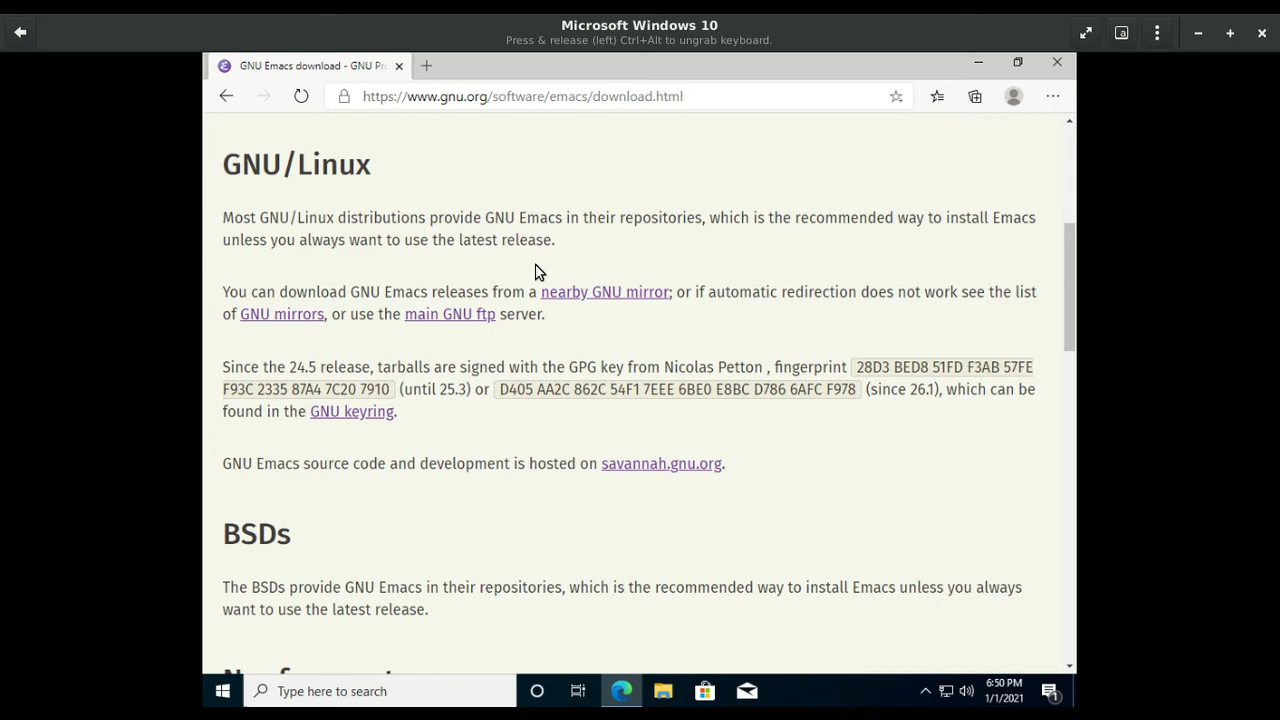 Microsoft Windows 10
Press & release (left) Ctrl+Alt to ungrab keyboard.
GNU Emacs download - GNU Pr
https://www.gnu.org/software/emacs/download.html
GNU/Linux
Most GNU/Linux distributions provide GNU Emacs in their repositories, which is the recommended way to install Emacs
unless you always want to use the latest release.
You can download GNU Emacs releases from a nearby GNU mirror; or if automatic redirection does not work see the list
of GNU mirrors, or use the main GNU ftp server.
Since the 24.5 release, tarballs are signed with the GPG key from Nicolas Petton , fingerprint 28D3 BED8 51FD F3AB 57FE
F93C 2335 87A4 7C20 7910 (until 25.3) or D405 AA2C 862C 54F1 7EEE 6BE0 E8BC D786 6AFC F978 (since 26.1), which can be
found in the GNU keyring.
GNU Emacs source code and development is hosted on savannah.gnu.org.
BSDs
The BSDs provide GNU Emacs in their repositories, which is the recommended way to install Emacs unless you always
want to use the latest release.
Type here to search
6:50 PM
1/1/2021
1